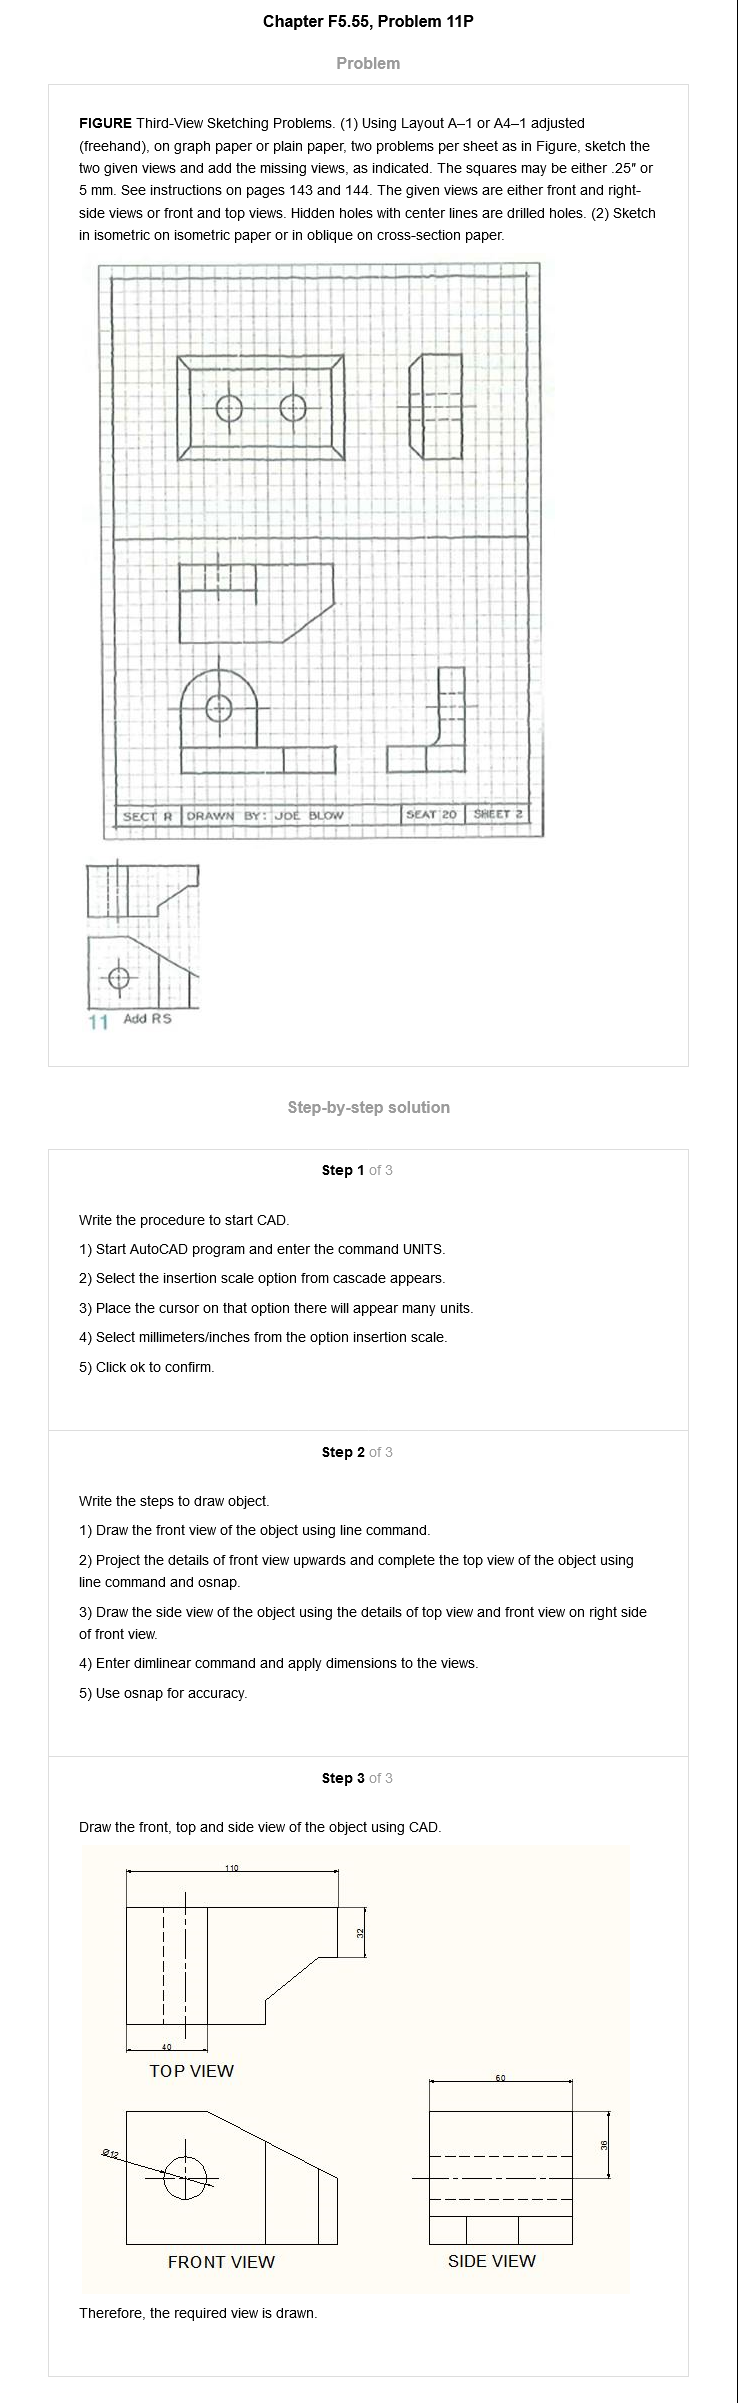 Chapter F5.55, Problem 11P
Problem
FIGURE Third-View Sketching Problems. (1) Using Layout A–1 or A4–1 adjusted
(freehand), on graph paper or plain paper, two problems per sheet as in Figure, sketch the
two given views and add the missing views, as indicated. The squares may be either .25″ or
5 mm. See instructions on pages 143 and 144. The given views are either front and right-
side views or front and top views. Hidden holes with center lines are drilled holes. (2) Sketch
in isometric on isometric paper or in oblique on cross-section paper.
SECT R DRAWN BY: JOE BLOW SEAT 20 SHEET 2
11 Add RS
Step-by-step solution
Step 1 of 3
Write the procedure to start CAD.
1) Start AutoCAD program and enter the command UNITS.
2) Select the insertion scale option from cascade appears.
3) Place the cursor on that option there will appear many units.
4) Select millimeters/inches from the option insertion scale.
5) Click ok to confirm.
Step 2 of 3
Write the steps to draw object.
1) Draw the front view of the object using line command.
2) Project the details of front view upwards and complete the top view of the object using
line command and osnap.
3) Draw the side view of the object using the details of top view and front view on right side
of front view.
4) Enter dimlinear command and apply dimensions to the views.
5) Use osnap for accuracy.
Step 3 of 3
Draw the front, top and side view of the object using CAD.
110
32
40
TOP VIEW
60
36
Ø12
FRONT VIEW
SIDE VIEW
Therefore, the required view is drawn.